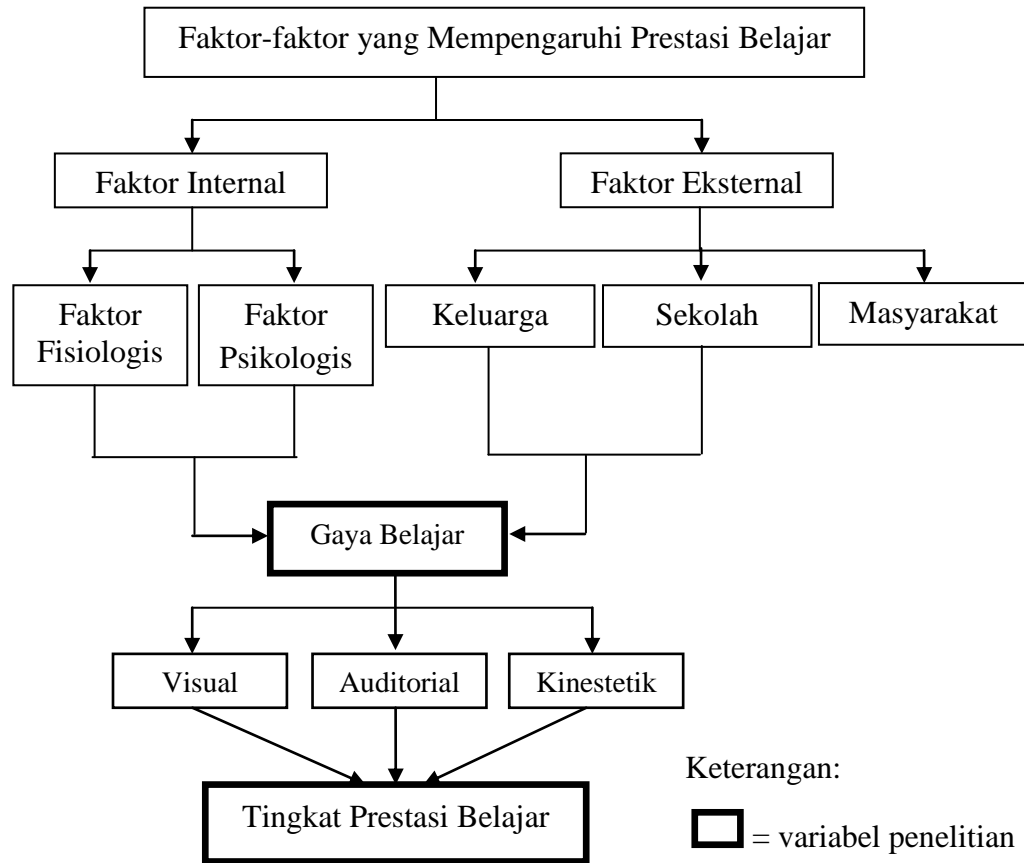 Faktor-faktor yang Mempengaruhi Prestasi Belajar
Faktor Internal
Faktor Eksternal
Faktor
Fisiologis
Faktor
Psikologis
Keluarga
Sekolah
Masyarakat
Gaya Belajar
Visual
Auditorial
Kinestetik
Tingkat Prestasi Belajar
Keterangan:
= variabel penelitian